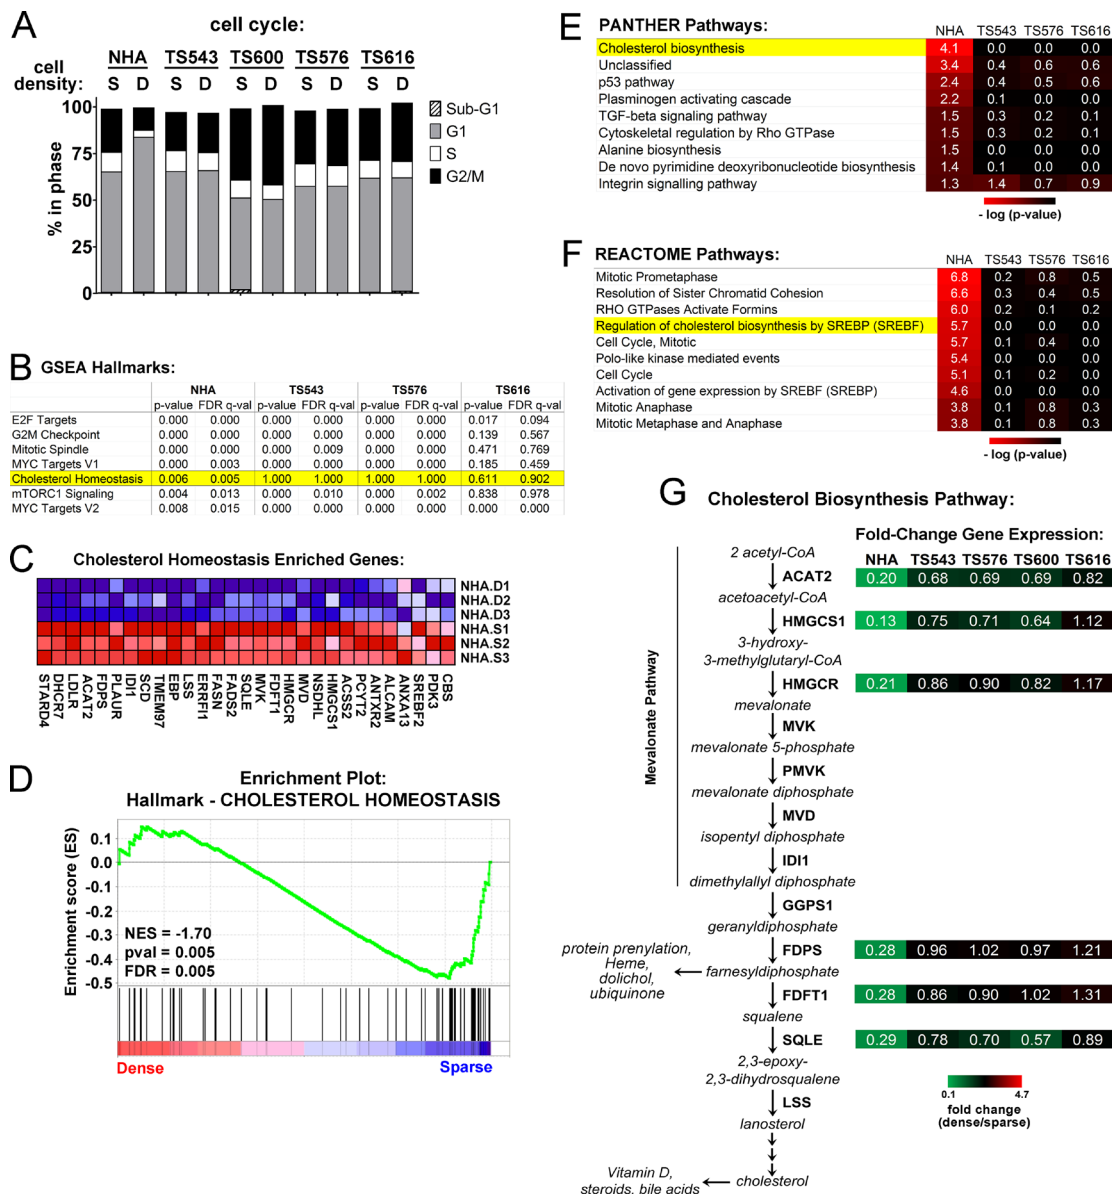 A
cell cycle:
NHA TS543 TS600 TS576 TS616
cell density:
S D S D S D S D S D
% in phase
100
75
50
25
0
Sub-G1
G1
S
G2/M
B GSEA Hallmarks:
NHA TS543 TS576 TS616
p-value FDR q-val p-value FDR q-val p-value FDR q-val p-value FDR q-val
E2F Targets 0.000 0.000 0.000 0.000 0.000 0.000 0.017 0.094
G2M Checkpoint 0.000 0.000 0.000 0.000 0.000 0.000 0.139 0.567
Mitotic Spindle 0.000 0.000 0.000 0.009 0.000 0.000 0.471 0.769
MYC Targets V1 0.000 0.003 0.000 0.000 0.000 0.000 0.185 0.459
Cholesterol Homeostasis 0.006 0.005 1.000 1.000 1.000 1.000 0.611 0.902
mTORC1 Signaling 0.004 0.013 0.000 0.010 0.000 0.002 0.838 0.978
MYC Targets V2 0.008 0.015 0.000 0.000 0.000 0.000 0.000 0.000
C
Cholesterol Homeostasis Enriched Genes:
NHA.D1
NHA.D2
NHA.D3
NHA.S1
NHA.S2
NHA.S3
STARD4 DHCR7 LDLR ACAT2 FDPS PLAUR IDI1 SCD TMEM97 EBP LSS ERRFI1 FASN FADS2 SQLE MVK FDFT1 HMGCR MVD NSDHL HMGCS1 ACSS2 PCYT2 ANTXR2 ALCAM ANXA13 SREBF2 PDK3 CBS
D
Enrichment Plot:
Hallmark - CHOLESTEROL HOMEOSTASIS
Enrichment score (ES)
0.1
0.0
-0.1
-0.2
-0.3
-0.4
-0.5
NES = -1.70
pval = 0.005
FDR = 0.005
Dense Sparse
E PANTHER Pathways:
NHA TS543 TS576 TS616
Cholesterol biosynthesis 4.1 0.0 0.0 0.0
Unclassified 3.4 0.4 0.6 0.6
p53 pathway 2.4 0.4 0.5 0.6
Plasminogen activating cascade 2.2 0.1 0.0 0.0
TGF-beta signaling pathway 1.5 0.3 0.2 0.1
Cytoskeletal regulation by Rho GTPase 1.5 0.3 0.2 0.1
Alanine biosynthesis 1.5 0.0 0.0 0.0
De novo pyrimidine deoxyribonucleotide biosynthesis 1.4 0.1 0.0 0.0
Integrin signalling pathway 1.3 1.4 0.7 0.9
- log (p-value)
F REACTOME Pathways:
NHA TS543 TS576 TS616
Mitotic Prometaphase 6.8 0.2 0.8 0.5
Resolution of Sister Chromatid Cohesion 6.6 0.3 0.4 0.5
RHO GTPases Activate Formins 6.0 0.2 0.1 0.2
Regulation of cholesterol biosynthesis by SREBP (SREBF) 5.7 0.0 0.0 0.0
Cell Cycle, Mitotic 5.7 0.1 0.4 0.0
Polo-like kinase mediated events 5.4 0.0 0.0 0.0
Cell Cycle 5.1 0.1 0.2 0.0
Activation of gene expression by SREBF (SREBP) 4.6 0.0 0.0 0.0
Mitotic Anaphase 3.8 0.1 0.8 0.3
Mitotic Metaphase and Anaphase 3.8 0.1 0.8 0.3
- log (p-value)
G Cholesterol Biosynthesis Pathway:
Fold-Change Gene Expression:
NHA TS543 TS576 TS600 TS616
Mevalonate Pathway
2 acetyl-CoA
ACAT2 0.20 0.68 0.69 0.69 0.82
acetoacetyl-CoA
HMGCS1 0.13 0.75 0.71 0.64 1.12
3-hydroxy-
3-methylglutaryl-CoA
HMGCR 0.21 0.86 0.90 0.82 1.17
mevalonate
MVK
mevalonate 5-phosphate
PMVK
mevalonate diphosphate
MVD
isopentyl diphosphate
IDI1
dimethylallyl diphosphate
GGPS1
geranyldiphosphate
FDPS 0.28 0.96 1.02 0.97 1.21
protein prenylation,
Heme,
dolichol,
ubiquinone
farnesyldiphosphate
FDFT1 0.28 0.86 0.90 1.02 1.31
squalene
SQLE 0.29 0.78 0.70 0.57 0.89
2,3-epoxy-
2,3-dihydrosqualene
LSS
lanosterol
Vitamin D,
steroids, bile acids
cholesterol
0.1 4.7
fold change
(dense/sparse)